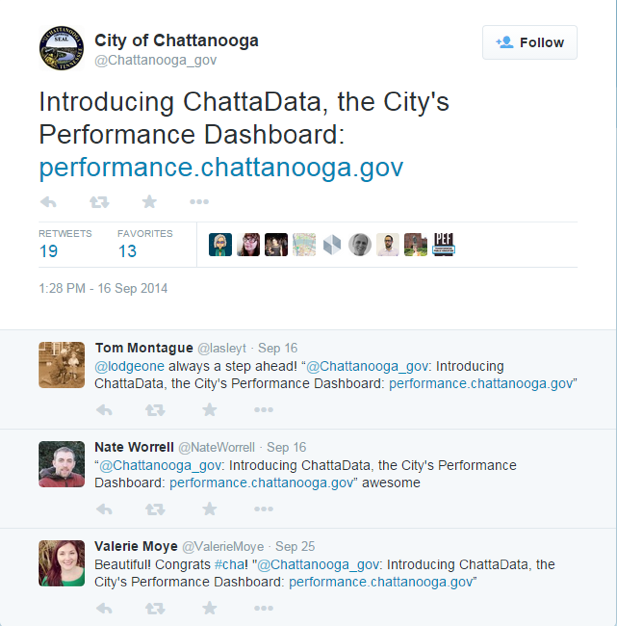 City of Chattanooga
@Chattanooga_gov
Follow
Introducing ChattaData, the City's
Performance Dashboard:
performance.chattanooga.gov
RETWEETS
FAVORITES
19
13
PEF
1:28 PM - 16 Sep 2014
Tom Montague @lasleyt · Sep 16
@lodgeone always a step ahead! “@Chattanooga_gov: Introducing
ChattaData, the City's Performance Dashboard: performance.chattanooga.gov”
Nate Worrell @NateWorrell · Sep 16
“@Chattanooga_gov: Introducing ChattaData, the City's Performance
Dashboard: performance.chattanooga.gov” awesome
Valerie Moye @ValerieMoye · Sep 25
Beautiful! Congrats #cha! "@Chattanooga_gov: Introducing ChattaData, the
City's Performance Dashboard: performance.chattanooga.gov”